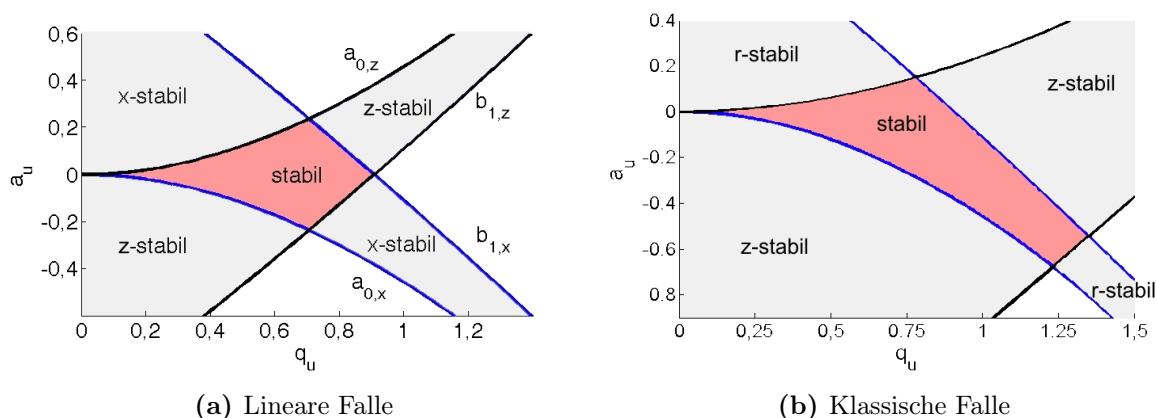 0,6
0,4
0,2
0
-0,2
-0,4
a_u
0
0,2
0,4
0,6
0,8
1
1,2
q_u
x-stabil
a_{0,z}
z-stabil
b_{1,z}
stabil
z-stabil
x-stabil
b_{1,x}
a_{0,x}
(a) Lineare Falle
0.4
0.2
0
-0.2
-0.4
-0.6
0.8
a_u
0
0,25
0.5
0.75
1
1.25
1,5
q_u
r-stabil
z-stabil
stabil
z-stabil
r-stabil
(b) Klassische Falle